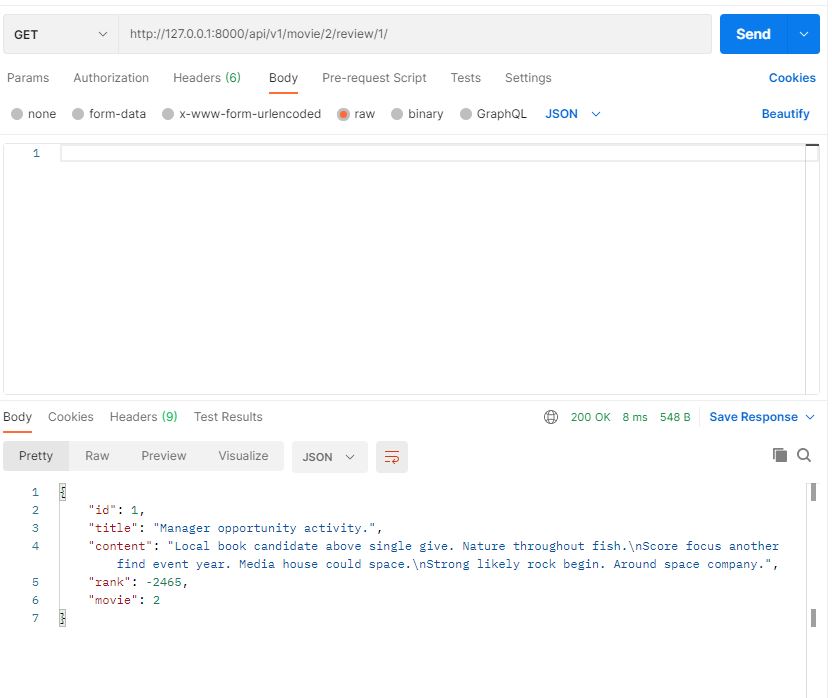 GET http://127.0.0.1:8000/api/v1/movie/2/review/1/ Send
Params Authorization Headers (6) Body Pre-request Script Tests Settings Cookies
none form-data x-www-form-urlencoded raw binary GraphQL JSON Beautify
1
Body Cookies Headers (9) Test Results 200 OK 8 ms 548 B Save Response
Pretty Raw Preview Visualize JSON
1 {
2 "id": 1,
3 "title": "Manager opportunity activity.",
4 "content": "Local book candidate above single give. Nature throughout fish.\nScore focus another
find event year. Media house could space.\nStrong likely rock begin. Around space company.",
5 "rank": -2465,
6 "movie": 2
7 }